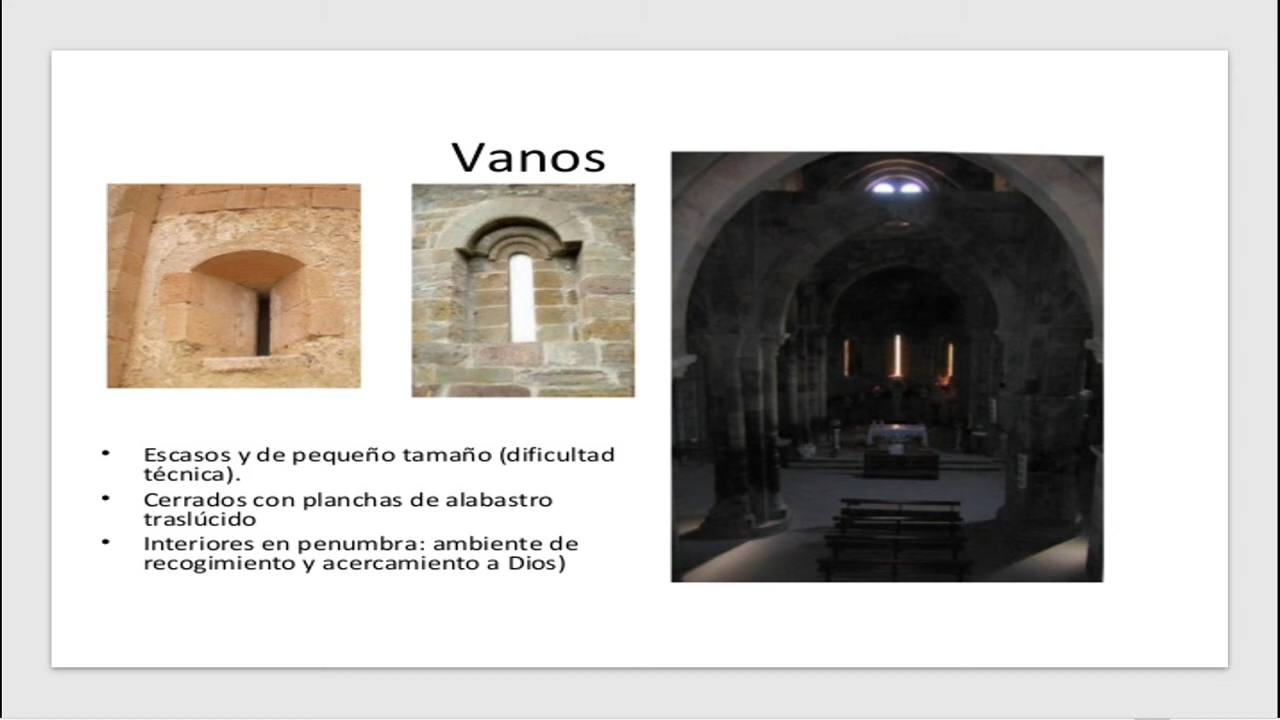 Vanos
• Escasos y de pequeño tamaño (dificultad
técnica).
• Cerrados con planchas de alabastro
traslúcido
• Interiores en penumbra: ambiente de
recogimiento y acercamiento a Dios)